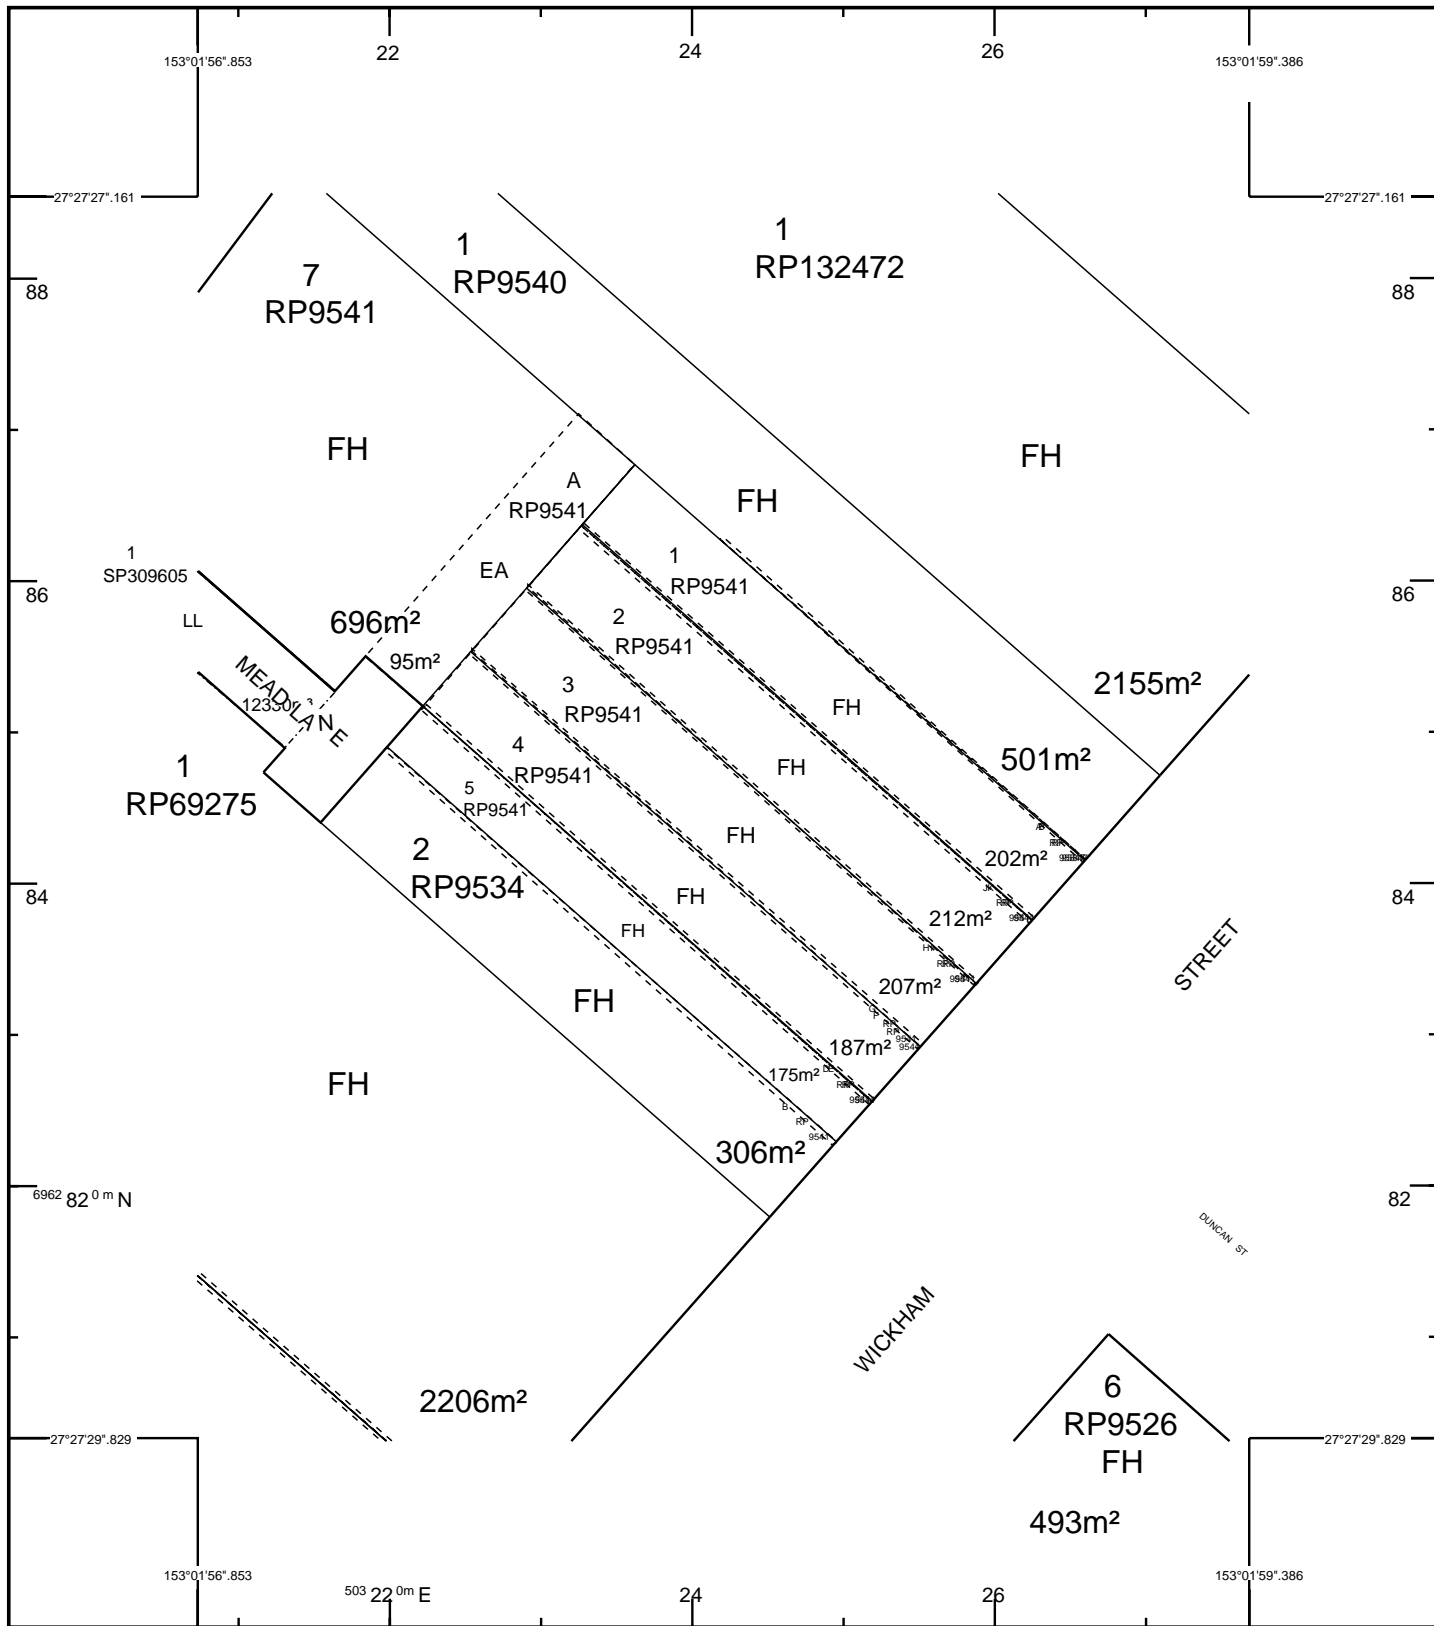 22
24
26
153°01'56".853
153°01'59".386
27°27'27".161
27°27'27".161
1
RP132472
1
RP9540
7
RP9541
88
88
FH
FH
FH
A
RP9541
1
SP309605
1
RP9541
EA
86
86
LL
696m²
2
RP9541
95m²
MEAD LANE
3
RP9541
2155m²
FH
4
RP9541
501m²
1
RP69275
FH
5
RP9541
2
RP9534
FH
202m²
84
84
FH
212m²
FH
STREET
207m²
FH
187m²
FH
175m²
B
RP
9541
306m²
6962 82 0 m N
82
DUNCAN ST
WICKHAM
2206m²
6
RP9526
FH
27°27'29".829
27°27'29".829
493m²
153°01'56".853
153°01'59".386
503 22 0m E
24
26